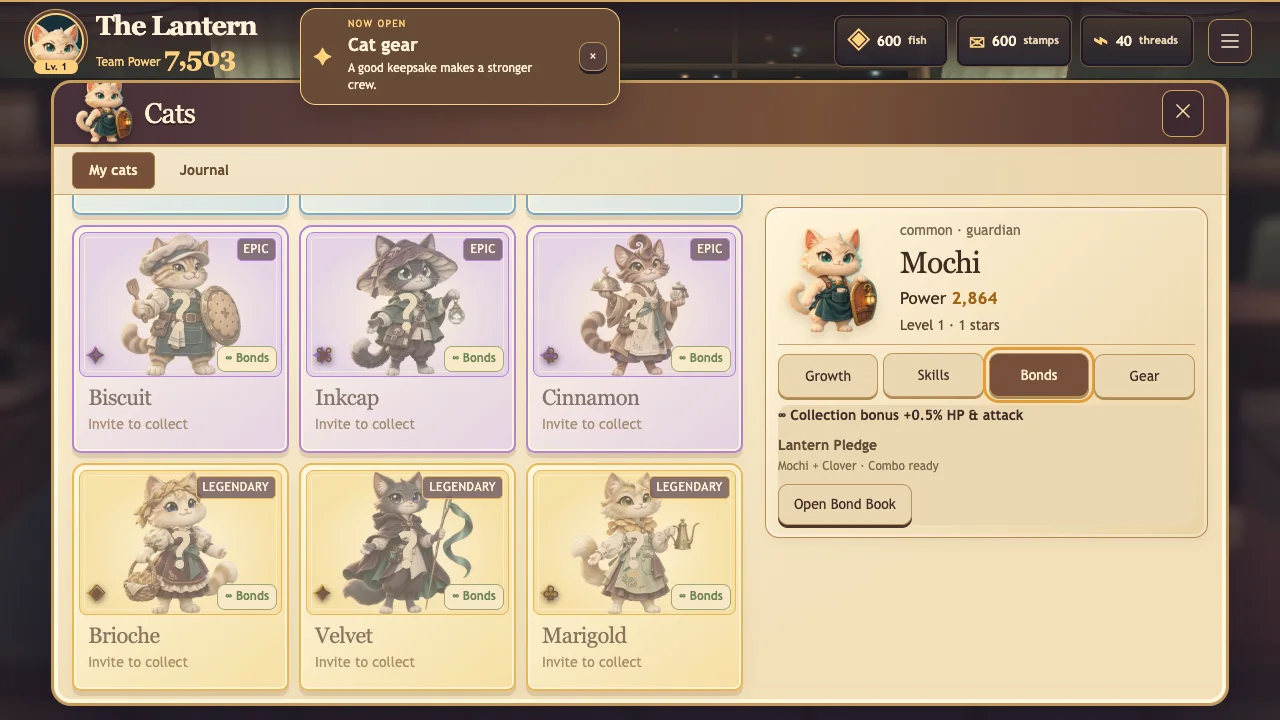 The Lantern
Team Power 7,503
Lv. 1
NOW OPEN
Cat gear
A good keepsake makes a stronger
crew.
×
600 fish
600 stamps
40 threads
Cats
My cats
Journal
EPIC
?
∞ Bonds
Biscuit
Invite to collect
EPIC
?
∞ Bonds
Inkcap
Invite to collect
EPIC
?
∞ Bonds
Cinnamon
Invite to collect
LEGENDARY
?
∞ Bonds
Brioche
Invite to collect
LEGENDARY
?
∞ Bonds
Velvet
Invite to collect
LEGENDARY
?
∞ Bonds
Marigold
Invite to collect
common · guardian
Mochi
Power 2,864
Level 1 · 1 stars
Growth
Skills
Bonds
Gear
∞ Collection bonus +0.5% HP & attack
Lantern Pledge
Mochi + Clover · Combo ready
Open Bond Book